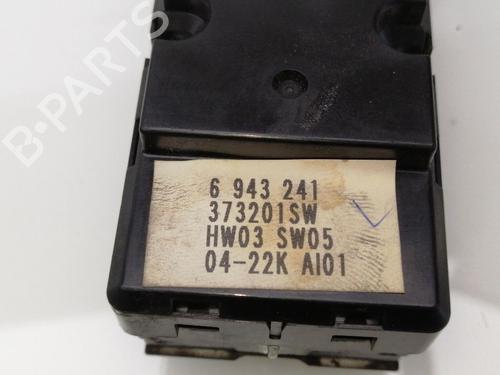 B-PARTS
6 943 241
373201SW
HW03 SW05
04-22K AI01